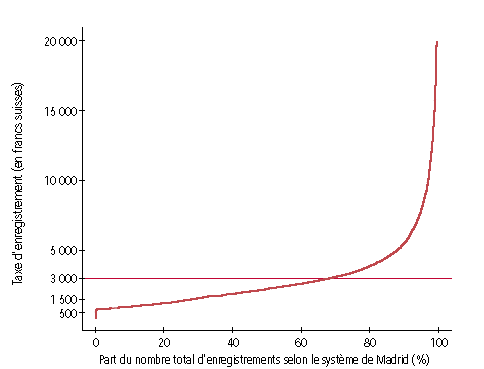 Taxe d'enregistrement (en francs suisses)
20 000
15 000
10 000
5 000
3 000
1 500
500
0 20 40 60 80 100
Part du nombre total d'enregistrements selon le système de Madrid (%)